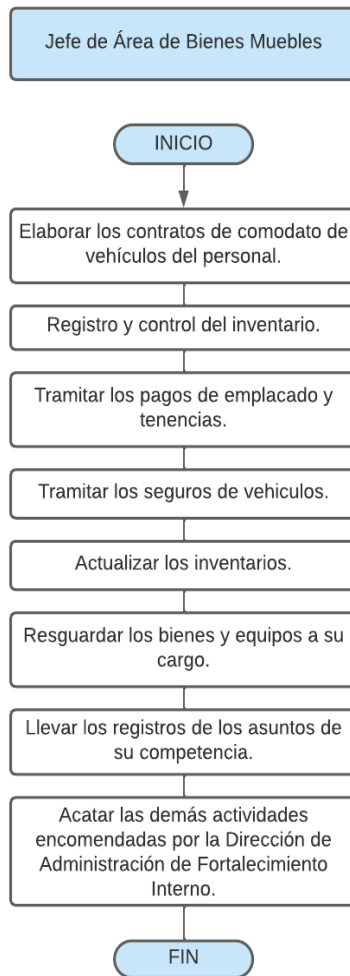 Jefe de Área de Bienes Muebles
INICIO
Elaborar los contratos de comodato de
vehículos del personal.
Registro y control del inventario.
Tramitar los pagos de emplacado y
tenencias.
Tramitar los seguros de vehiculos.
Actualizar los inventarios.
Resguardar los bienes y equipos a su
cargo.
Llevar los registros de los asuntos de
su competencia.
Acatar las demás actividades
encomendadas por la Dirección de
Administración de Fortalecimiento
Interno.
FIN